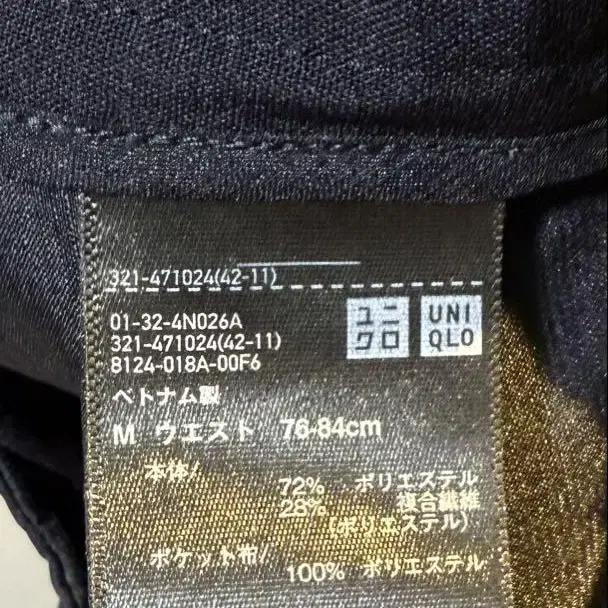 321-471024(42-11)
01-32-4N026A
321-471024(42-11)
8124-018A-00F6
ユニクロ
UNIQLO
ベトナム製
M ウエスト 76-84cm
本体/
72% ポリエステル
28% 複合繊維
(ポリエステル)
ポケット布/
100% ポリエステル